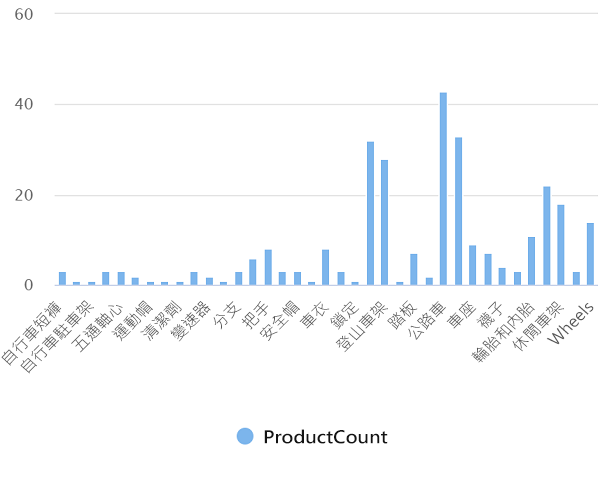 60
40
20
0
自行車短褲
自行車駐車架
五通軸心
運動帽
清潔劑
變速器
分支
把手
安全帽
車衣
鎖定
登山車架
踏板
公路車
車座
襪子
輪胎和內胎
休閒車架
Wheels
ProductCount